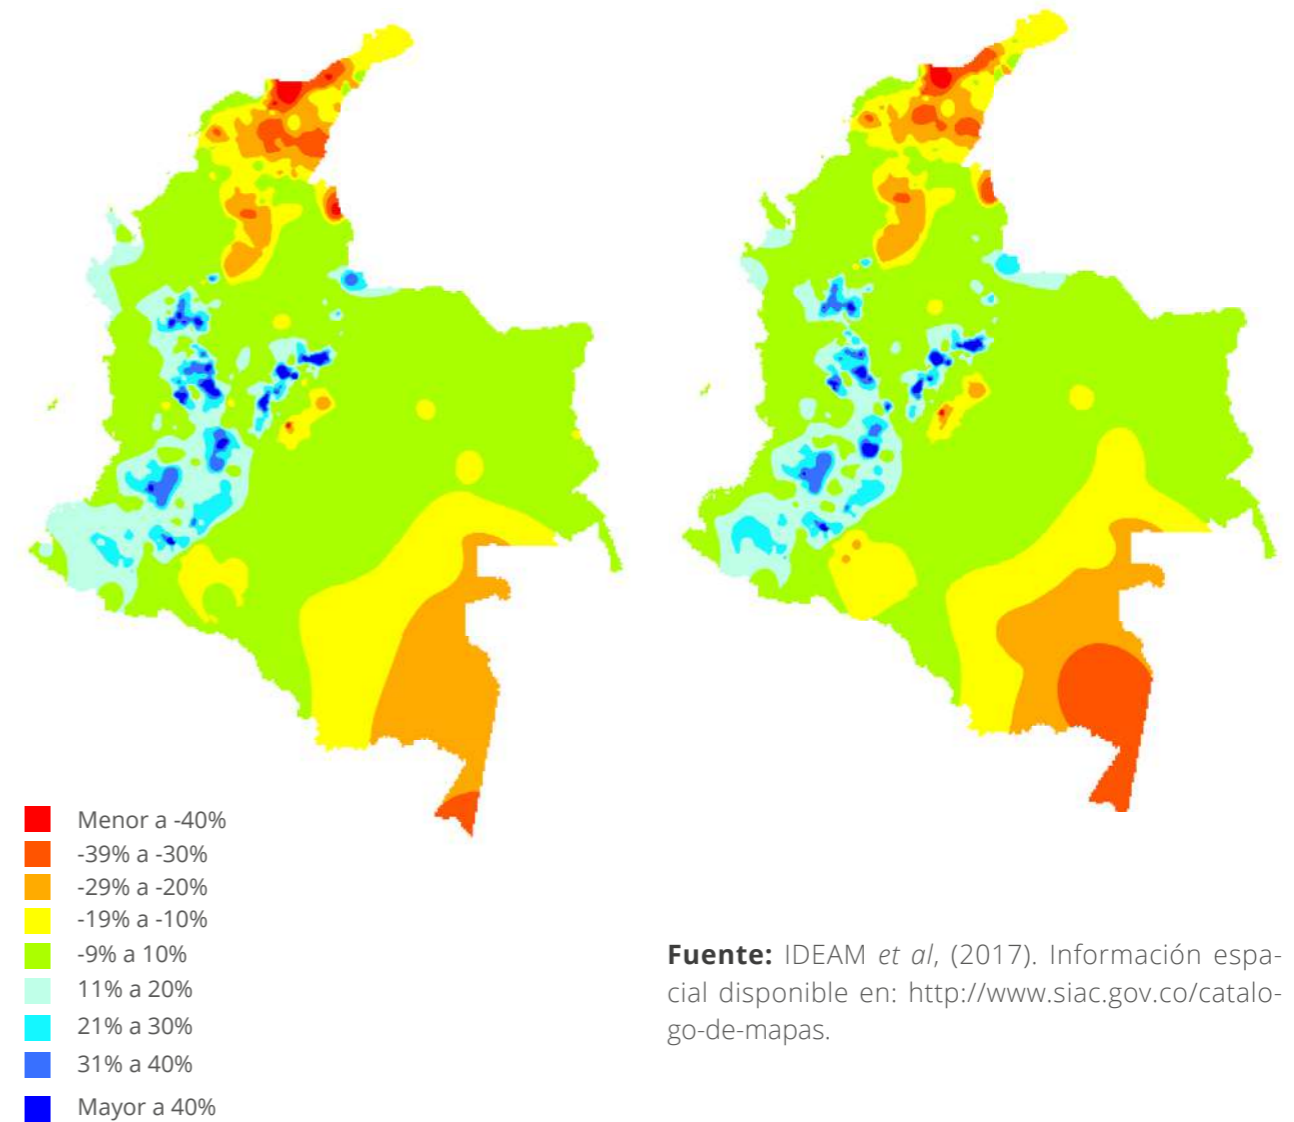 Menor a -40%
-39% a -30%
-29% a -20%
-19% a -10%
-9% a 10%
11% a 20%
21% a 30%
31% a 40%
Mayor a 40%
Fuente: IDEAM et al, (2017). Información espa-
cial disponible en: http://www.siac.gov.co/catalo-
go-de-mapas.